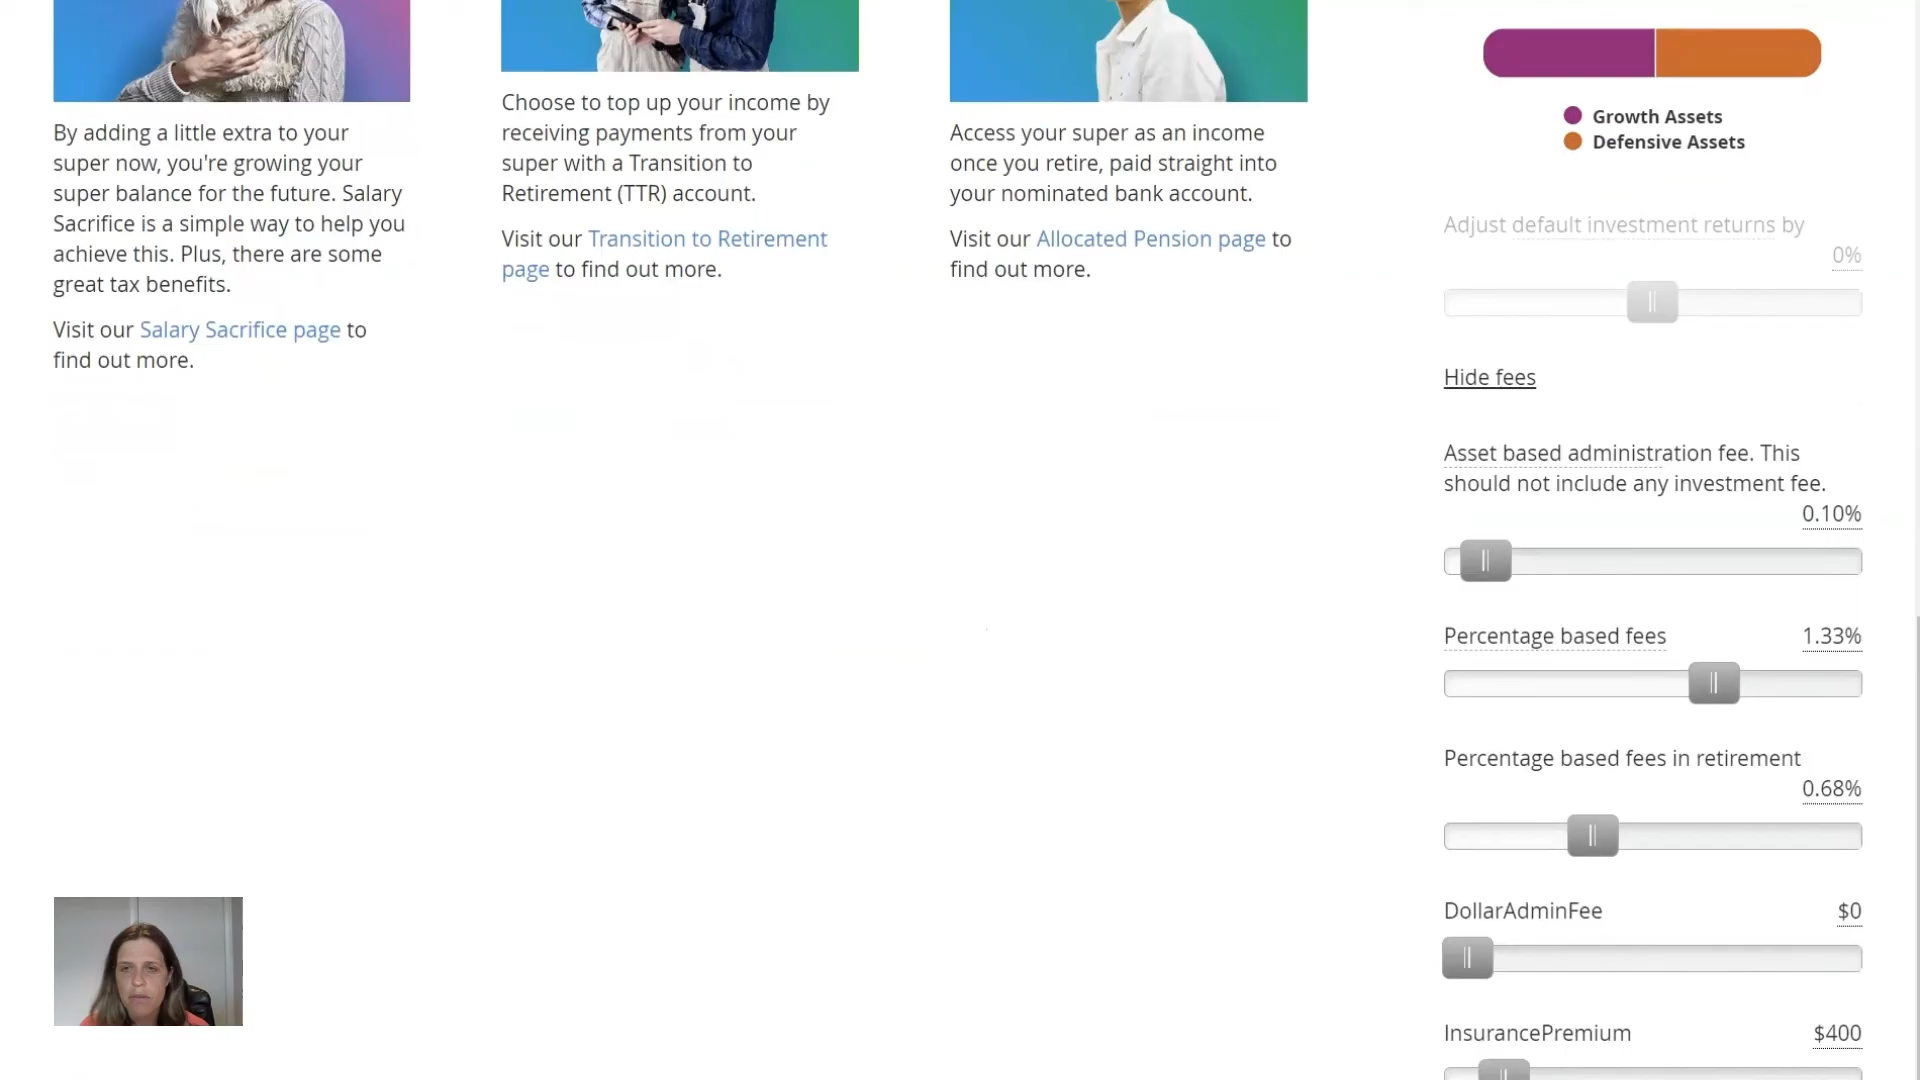 By adding a little extra to your
super now, you're growing your
super balance for the future. Salary
Sacrifice is a simple way to help you
achieve this. Plus, there are some
great tax benefits.
Visit our Salary Sacrifice page to
find out more.
Choose to top up your income by
receiving payments from your
super with a Transition to
Retirement (TTR) account.
Visit our Transition to Retirement
page to find out more.
Access your super as an income
once you retire, paid straight into
your nominated bank account.
Visit our Allocated Pension page to
find out more.
Growth Assets
Defensive Assets
Adjust default investment returns by
0%
Hide fees
Asset based administration fee. This
should not include any investment fee.
0.10%
Percentage based fees 1.33%
Percentage based fees in retirement
0.68%
DollarAdminFee $0
InsurancePremium $400